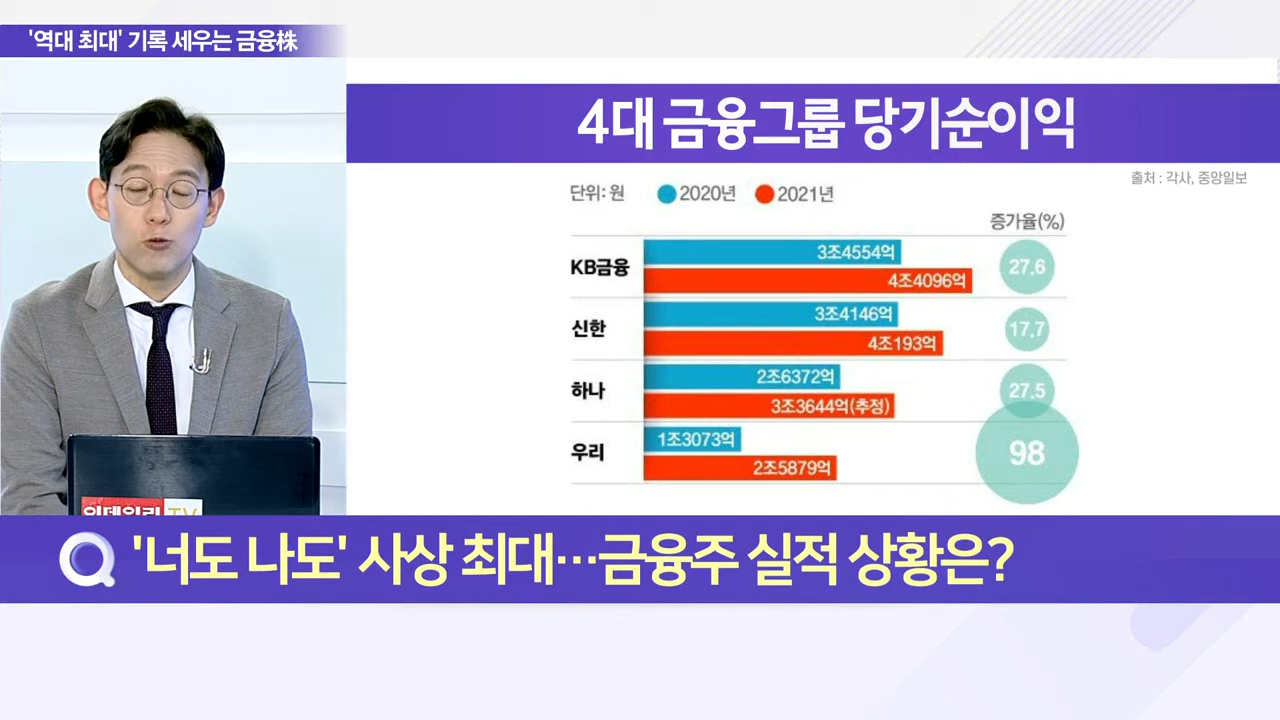 '역대 최대' 기록 세우는 금융株
4대 금융그룹 당기순이익
출처 : 각사, 중앙일보
단위: 원 2020년 2021년
증가율(%)
KB금융 3조4554억 27.6
4조4096억
신한 3조4146억 17.7
4조193억
하나 2조6372억 27.5
3조3644억(추정)
우리 1조3073억 98
2조5879억
이데일리 TV
'너도 나도' 사상 최대…금융주 실적 상황은?